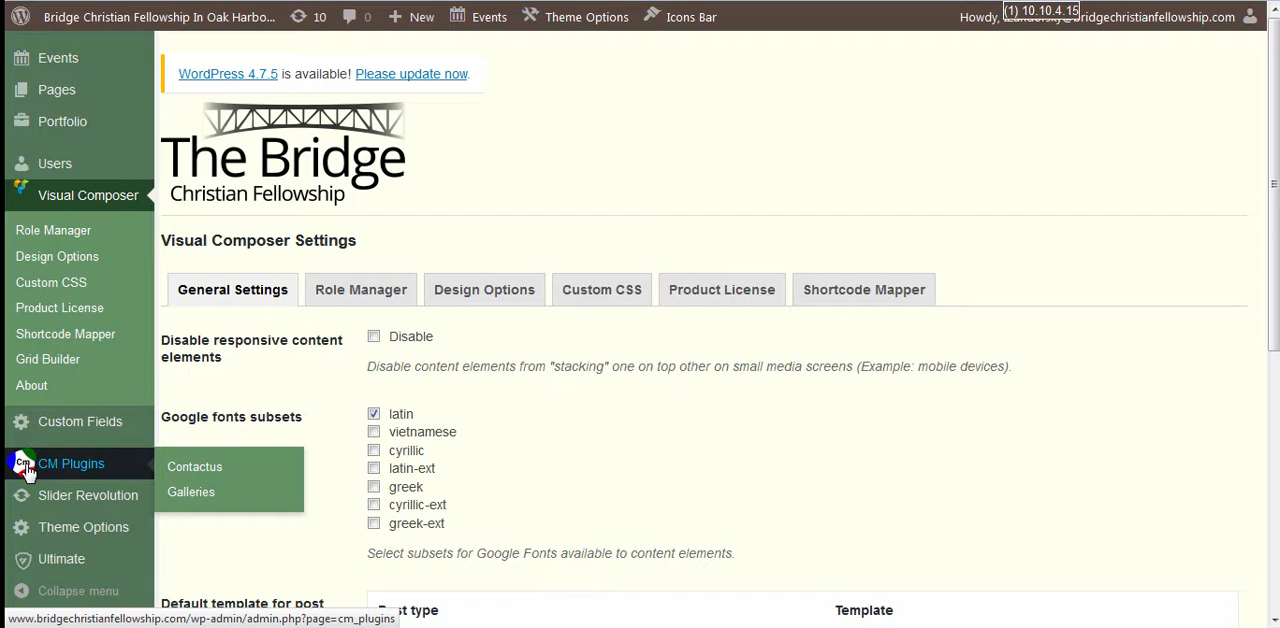 Bridge Christian Fellowship In Oak Harbo... 10 0 New Events Theme Options Icons Bar Howdy, @bridgechristianfellowship.com
(1) 10.10.4.15
Events
Pages
Portfolio
Users
Visual Composer
Role Manager
Design Options
Custom CSS
Product License
Shortcode Mapper
Grid Builder
About
Custom Fields
Cm CM Plugins
Contactus
Galleries
Slider Revolution
Theme Options
Ultimate
Collapse menu
WordPress 4.7.5 is available! Please update now.
The Bridge
Christian Fellowship
Visual Composer Settings
General Settings Role Manager Design Options Custom CSS Product License Shortcode Mapper
Disable responsive content
elements
Disable
Disable content elements from "stacking" one on top other on small media screens (Example: mobile devices).
Google fonts subsets
latin
vietnamese
cyrillic
latin-ext
greek
cyrillic-ext
greek-ext
Select subsets for Google Fonts available to content elements.
Default template for post
Post type Template
www.bridgechristianfellowship.com/wp-admin/admin.php?page=cm_plugins